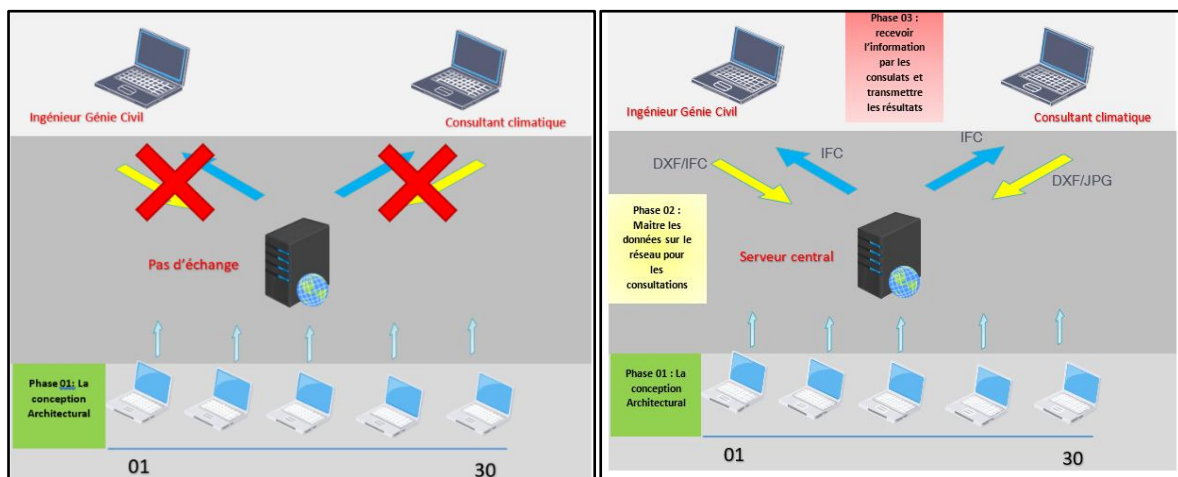 Ingénieur Génie Civil
Consultant climatique
Pas d'échange
Phase 01: La
conception
Architectural
01
30
Phase 03 :
recevoir
l'information
par les
consulats et
transmettre
les résultats
Ingénieur Génie Civil
Consultant climatique
DXF/IFC
IFC
IFC
DXF/JPG
Phase 02 :
Maitre les
données sur le
réseau pour
les
consultations
Serveur central
Phase 01 : La
conception
Architectural
01
30